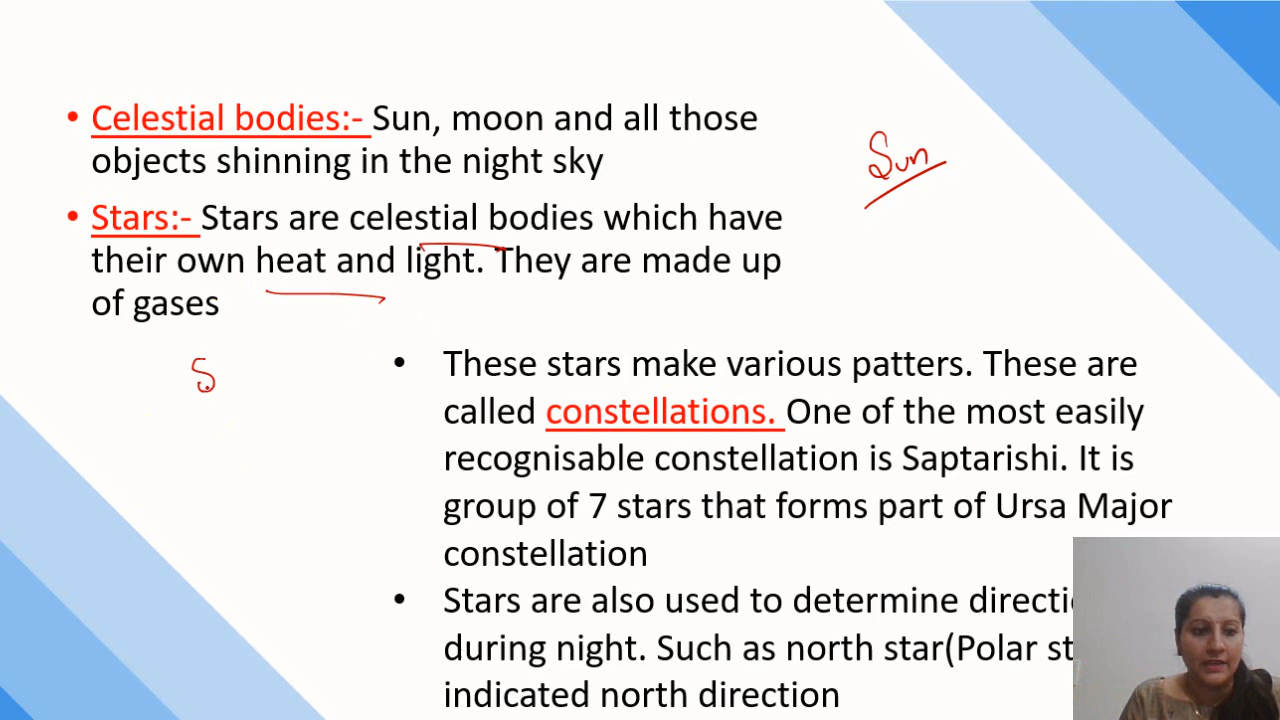 • Celestial bodies:- Sun, moon and all those
objects shinning in the night sky
Sun
• Stars:- Stars are celestial bodies which have
their own heat and light. They are made up
of gases
S
• These stars make various patters. These are
called constellations. One of the most easily
recognisable constellation is Saptarishi. It is
group of 7 stars that forms part of Ursa Major
constellation
• Stars are also used to determine
during night. Such as north star(Polar
indicated north direction